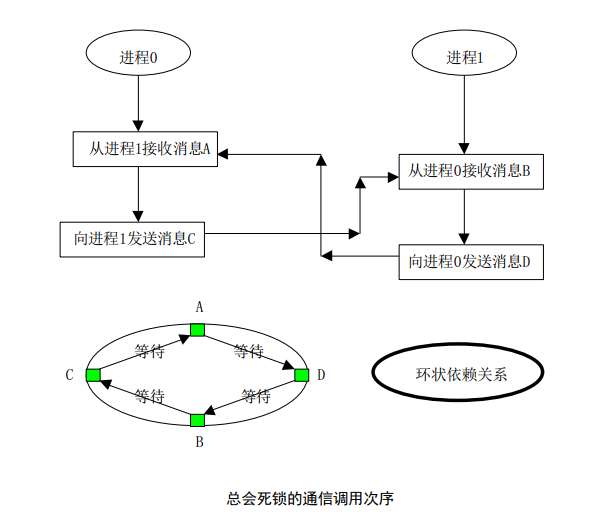 进程0
进程1
从进程1接收消息A
从进程0接收消息B
向进程1发送消息C
向进程0发送消息D
A
等待
等待
C
D
环状依赖关系
等待
等待
B
总会死锁的通信调用次序